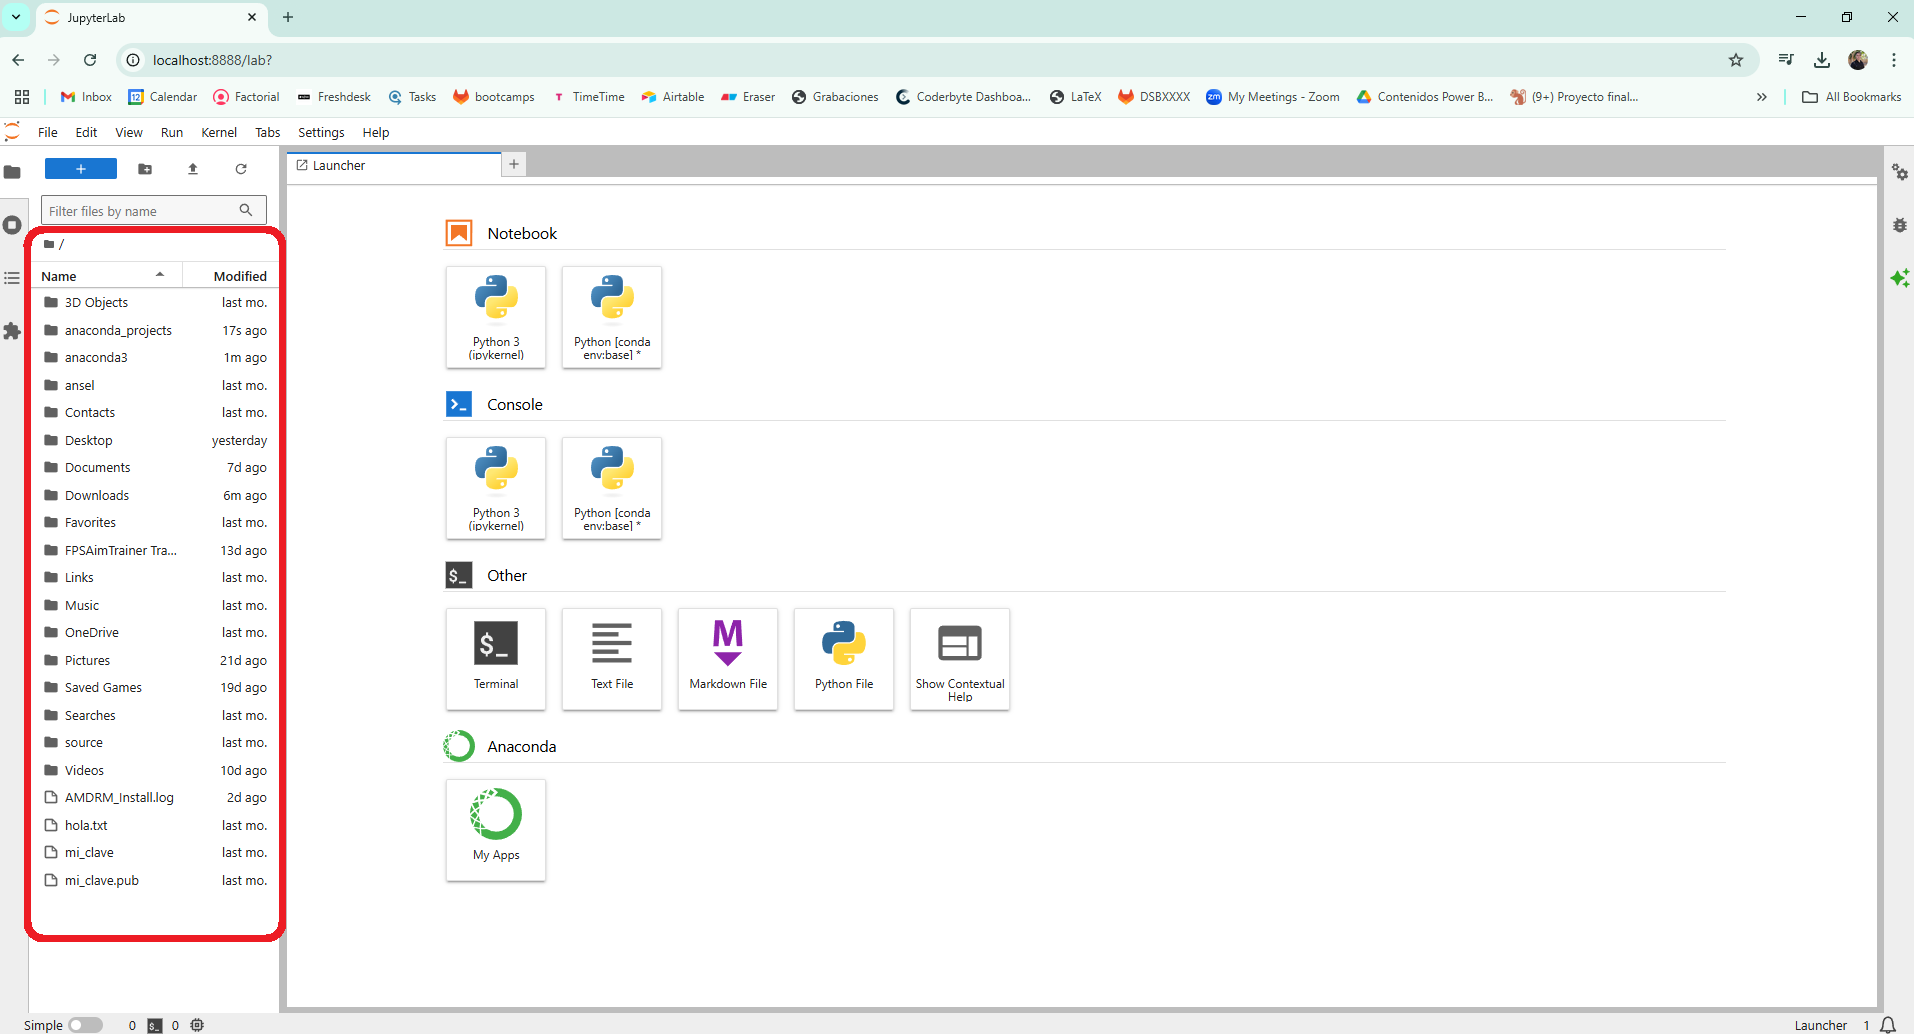 JupyterLab
localhost:8888/lab?
Inbox Calendar Factorial Freshdesk Tasks bootcamps TimeTime Airtable Eraser Grabaciones Coderbyte Dashboa... LaTeX DSBXXXX My Meetings - Zoom Contenidos Power B... (9+) Proyecto final... All Bookmarks
File Edit View Run Kernel Tabs Settings Help
Launcher
Filter files by name
/
Name Modified
3D Objects last mo.
anaconda_projects 17s ago
anaconda3 1m ago
ansel last mo.
Contacts last mo.
Desktop yesterday
Documents 7d ago
Downloads 6m ago
Favorites last mo.
FPSAimTrainer Tra... 13d ago
Links last mo.
Music last mo.
OneDrive last mo.
Pictures 21d ago
Saved Games 19d ago
Searches last mo.
source last mo.
Videos 10d ago
AMDRM_Install.log 2d ago
hola.txt last mo.
mi_clave last mo.
mi_clave.pub last mo.
Notebook
Python 3
(ipykernel)
Python [conda
env:base] *
Console
Python 3
(ipykernel)
Python [conda
env:base] *
Other
$_
Terminal
Text File
M
Markdown File
Python File
Show Contextual
Help
Anaconda
My Apps
Simple 0 $_ 0 Launcher 1